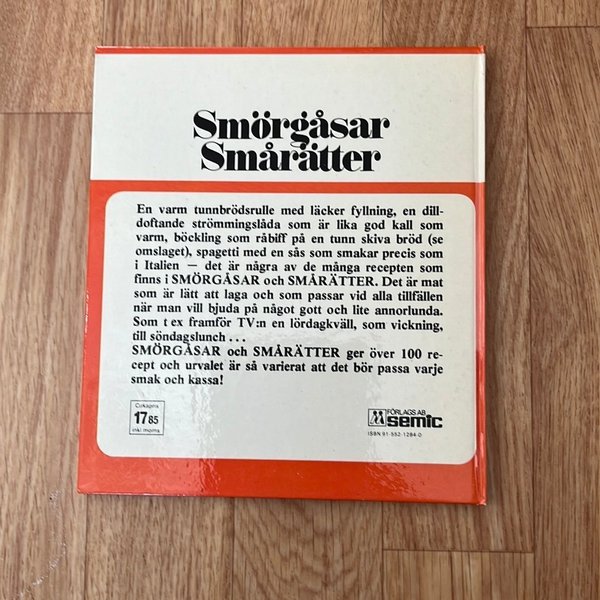 Smörgåsar
Smårätter
En varm tunnbrödsrulle med läcker fyllning, en dill-
doftande strömmingslåda som är lika god kall som
varm, böckling som råbiff på en tunn skiva bröd (se
omslaget), spagetti med en sås som smakar precis som
i Italien — det är några av de många recepten som
finns i SMÖRGÅSAR och SMÅRÄTTER. Det är mat
som är lätt att laga och som passar vid alla tillfällen
när man vill bjuda på något gott och lite annorlunda.
Som t ex framför TV:n en lördagkväll, som vickning,
till söndagslunch . . .
SMÖRGÅSAR och SMÅRÄTTER ger över 100 re-
cept och urvalet är så varierat att det bör passa varje
smak och kassa!
Cirkapris
1785
inkl moms
FÖRLAGS AB
semic
ISBN 91-552-1284-0